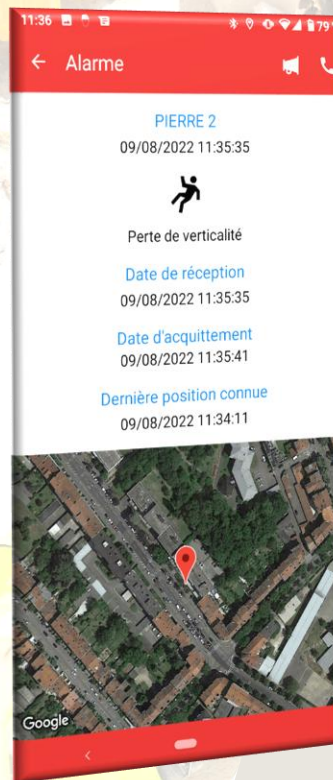 11:36 79%
Alarme
PIERRE 2
09/08/2022 11:35:35
Perte de verticalité
Date de réception
09/08/2022 11:35:35
Date d'acquittement
09/08/2022 11:35:41
Dernière position connue
09/08/2022 11:34:11
Google